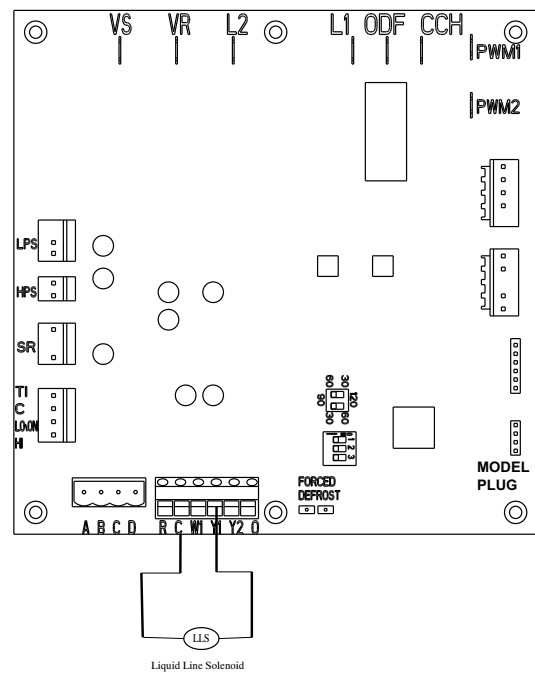 VS VR L2 L1 ODF CCH
PWM1
PWM2
LPS
HPS
SR
T1
C
LO\ON
HI
60 30
90 120
30 60
1
2
3
FORCED
DEFROST
MODEL
PLUG
A B C D R C W1 Y1 Y2 O
LLS
Liquid Line Solenoid